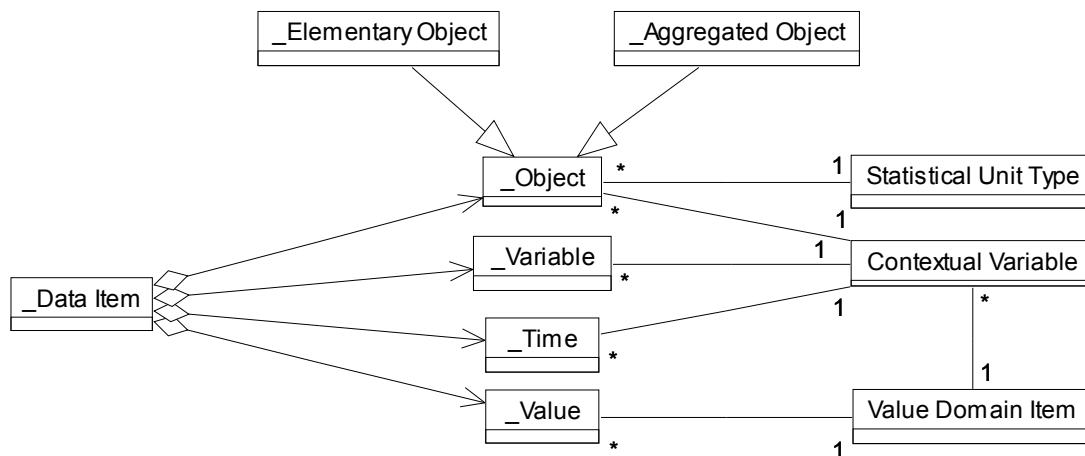 _Elementary Object
_Aggregated Object
_Object
*
1
Statistical Unit Type
*
1
_Variable
*
1
Contextual Variable
*
_Data Item
1
_Time
*
1
_Value
*
1
Value Domain Item